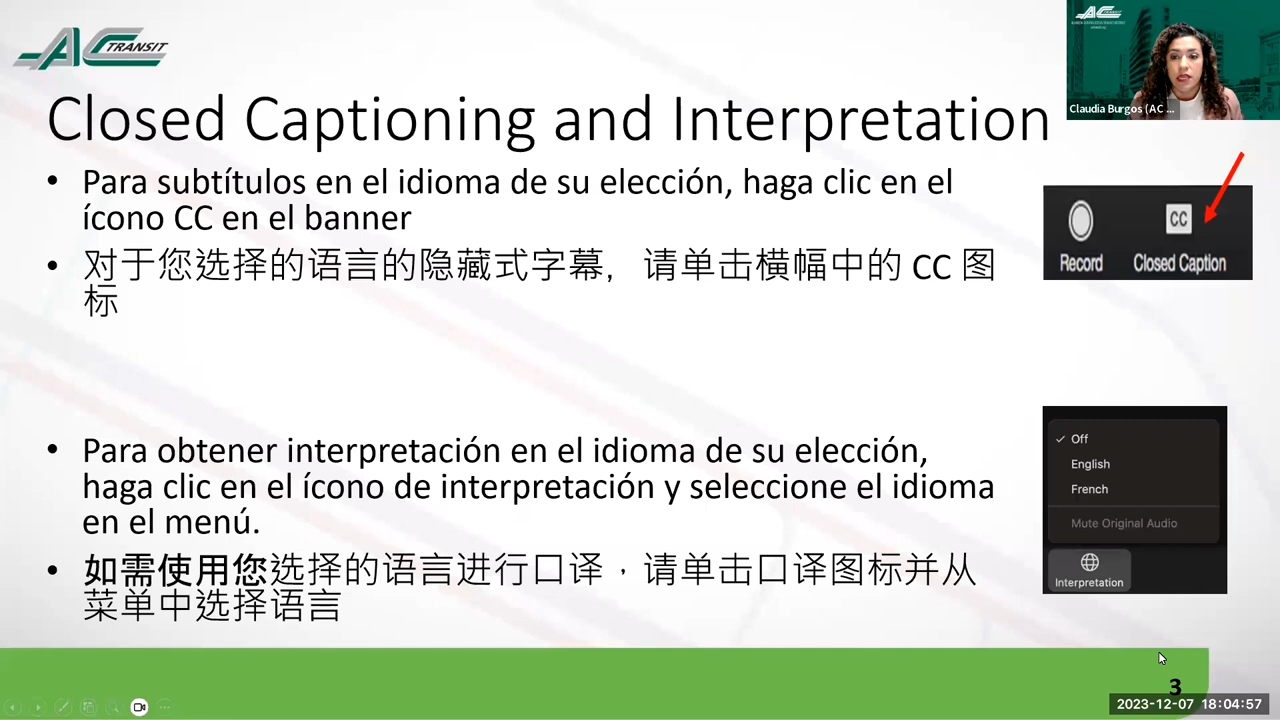 AC TRANSIT
Closed Captioning and Interpretation
• Para subtítulos en el idioma de su elección, haga clic en el
ícono CC en el banner
• 对于您选择的语言的隐藏式字幕，请单击横幅中的 CC 图
标
• Para obtener interpretación en el idioma de su elección,
haga clic en el ícono de interpretación y seleccione el idioma
en el menú.
• 如需使用您选择的语言进行口译，请单击口译图标并从
菜单中选择语言
Claudia Burgos (AC ...
CC
Record Closed Caption
Off
English
French
Mute Original Audio
Interpretation
3
2023-12-07 18:04:57